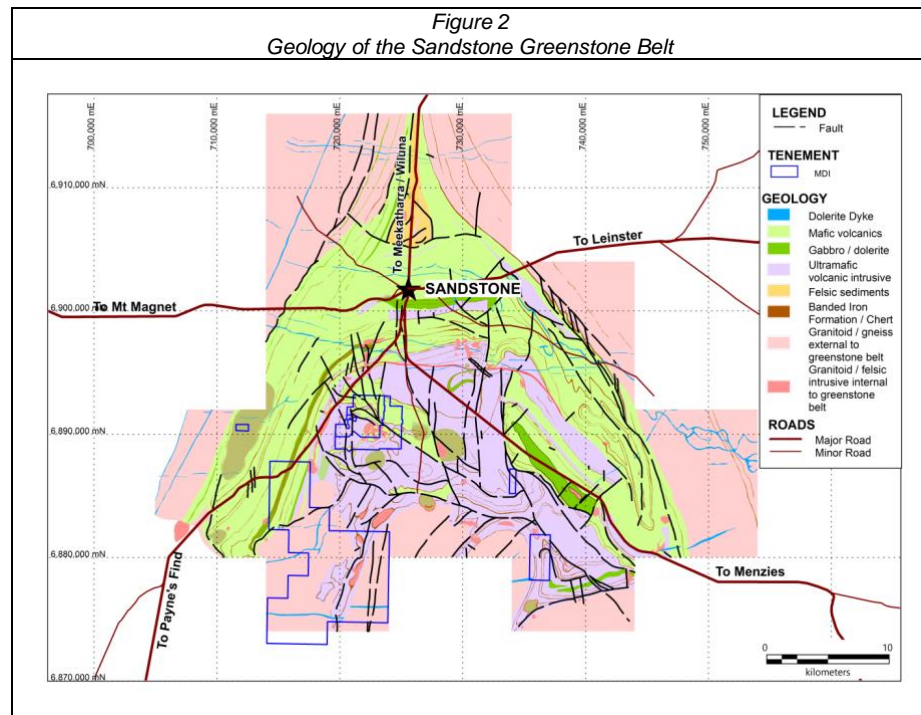 Figure 2
Geology of the Sandstone Greenstone Belt
700,000 mE
710,000 mE
720,000 mE
730,000 mE
740,000 mE
750,000 mE
6,910,000 mN
6,900,000 mN
6,890,000 mN
6,880,000 mN
6,870,000 mN
To Meekatharra / Wiluna
To Leinster
SANDSTONE
To Mt Magnet
To Payne's Find
To Menzies
LEGEND
Fault
TENEMENT
MDI
GEOLOGY
Dolerite Dyke
Mafic volcanics
Gabbro / dolerite
Ultramafic
volcanic intrusive
Felsic sediments
Banded Iron
Formation / Chert
Granitoid / gneiss
external to
greenstone belt
Granitoid / felsic
intrusive internal
to greenstone
belt
ROADS
Major Road
Minor Road
0 10
kilometers